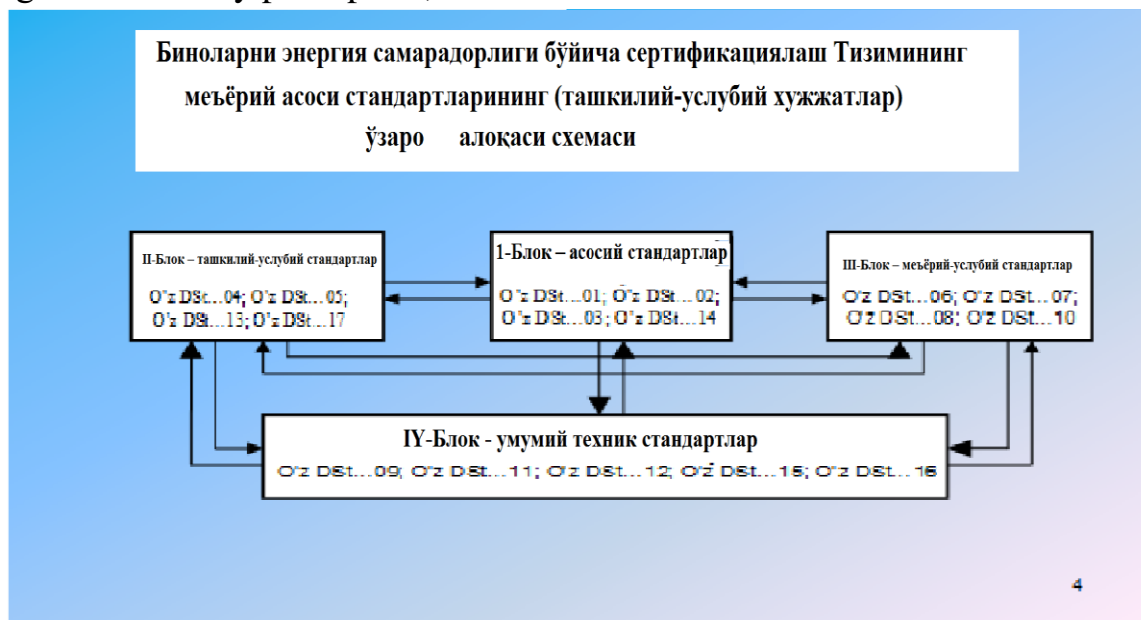 Биноларни энергия самарадорлиги бўйича сертификациялаш Тизимининг
меъёрий асоси стандартларининг (ташкилий-услубий хужжатлар)
ўзаро алоқаси схемаси
II-Блок – ташкилий-услубий стандартлар
O'z DSt...04; O'z DSt...05;
O'z DSt...13; O'z DSt...17
1-Блок – асосий стандартлар
O'z DSt...01; O'z DSt...02;
O'z DSt...03; O'z DSt...14
III-Блок – меъёрий-услубий стандартлар
O'z DSt...06; O'z DSt...07;
O'z DSt...08; O'z DSt...10
IY-Блок - умумий техник стандартлар
O'z DSt...09; O'z DSt...11; O'z DSt...12; O'z DSt...15; O'z DSt...16
4